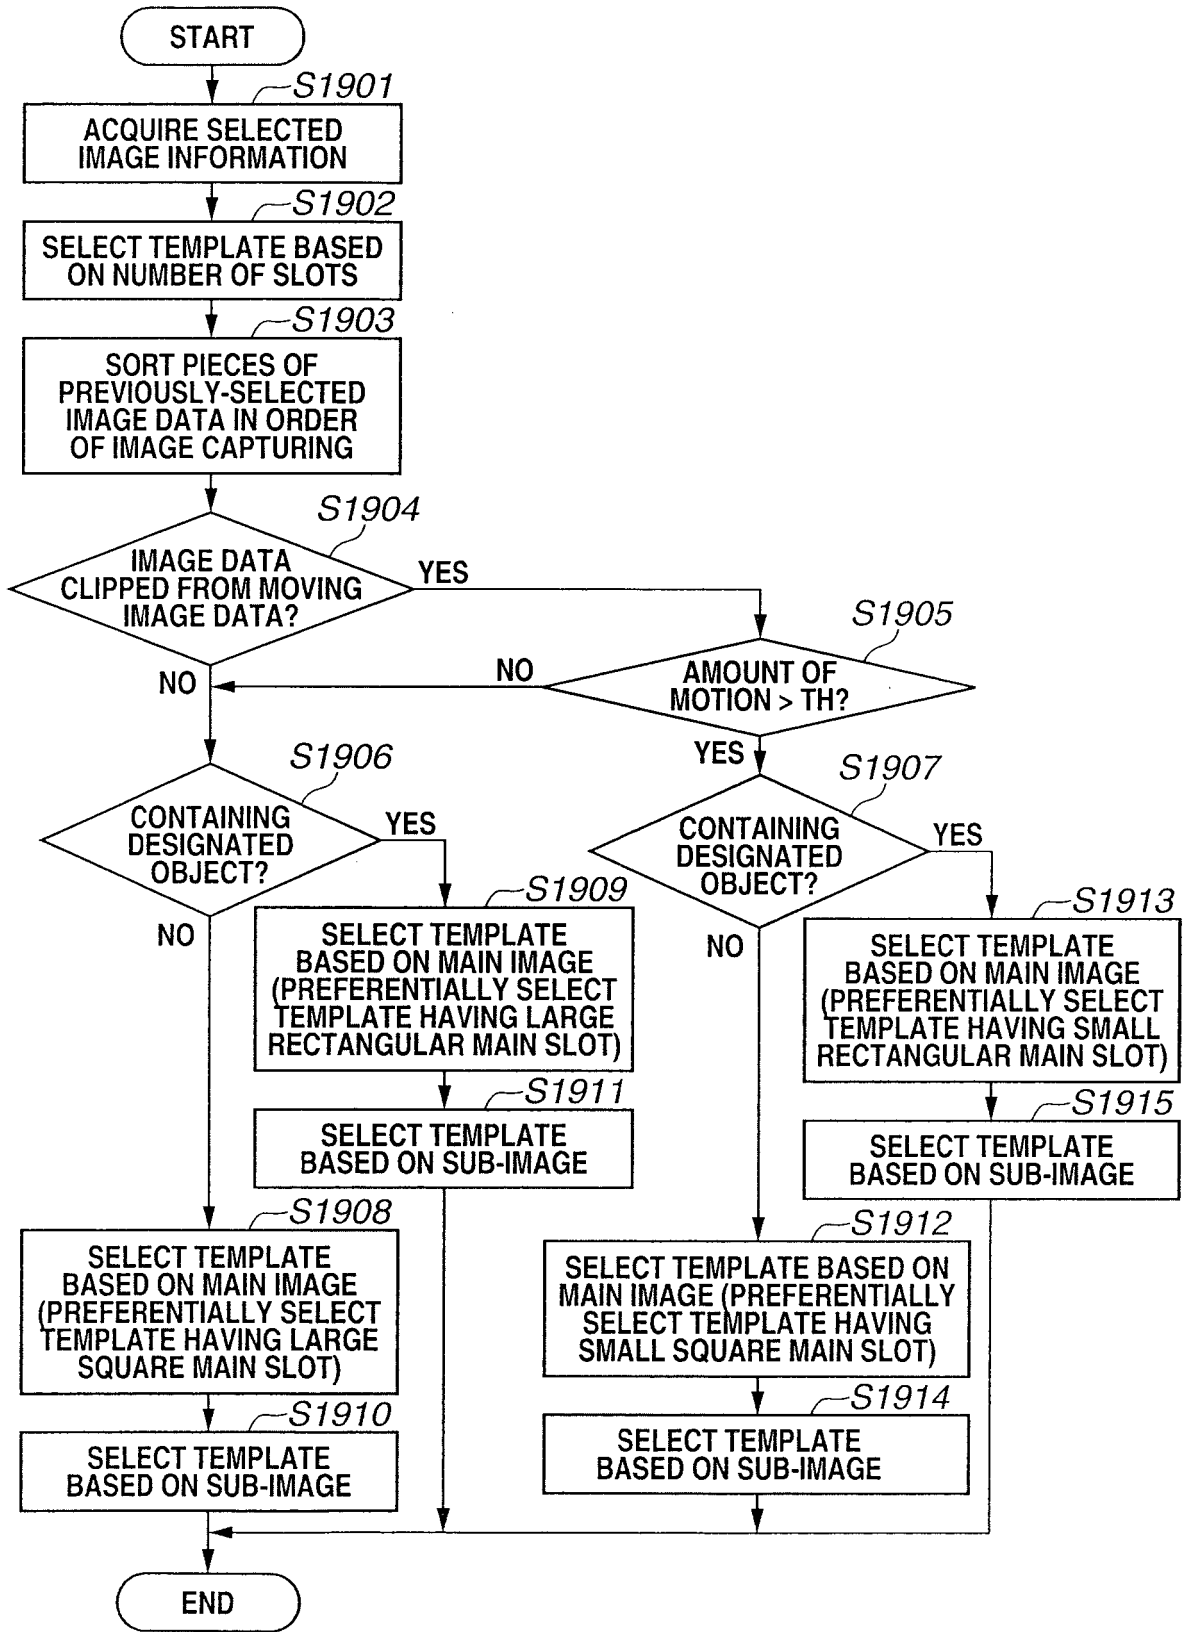 START
S1901
ACQUIRE SELECTED
IMAGE INFORMATION
S1902
SELECT TEMPLATE BASED
ON NUMBER OF SLOTS
S1903
SORT PIECES OF
PREVIOUSLY-SELECTED
IMAGE DATA IN ORDER
OF IMAGE CAPTURING
S1904
IMAGE DATA
CLIPPED FROM MOVING
IMAGE DATA?
YES
NO
S1905
AMOUNT OF
MOTION > TH?
NO
YES
S1906
CONTAINING
DESIGNATED
OBJECT?
YES
NO
S1907
CONTAINING
DESIGNATED
OBJECT?
YES
NO
S1909
SELECT TEMPLATE
BASED ON MAIN IMAGE
(PREFERENTIALLY SELECT
TEMPLATE HAVING LARGE
RECTANGULAR MAIN SLOT)
S1911
SELECT TEMPLATE
BASED ON SUB-IMAGE
S1913
SELECT TEMPLATE
BASED ON MAIN IMAGE
(PREFERENTIALLY SELECT
TEMPLATE HAVING SMALL
RECTANGULAR MAIN SLOT)
S1915
SELECT TEMPLATE
BASED ON SUB-IMAGE
S1908
SELECT TEMPLATE
BASED ON MAIN IMAGE
(PREFERENTIALLY SELECT
TEMPLATE HAVING LARGE
SQUARE MAIN SLOT)
S1910
SELECT TEMPLATE
BASED ON SUB-IMAGE
S1912
SELECT TEMPLATE BASED ON
MAIN IMAGE (PREFERENTIALLY
SELECT TEMPLATE HAVING
SMALL SQUARE MAIN SLOT)
S1914
SELECT TEMPLATE
BASED ON SUB-IMAGE
END